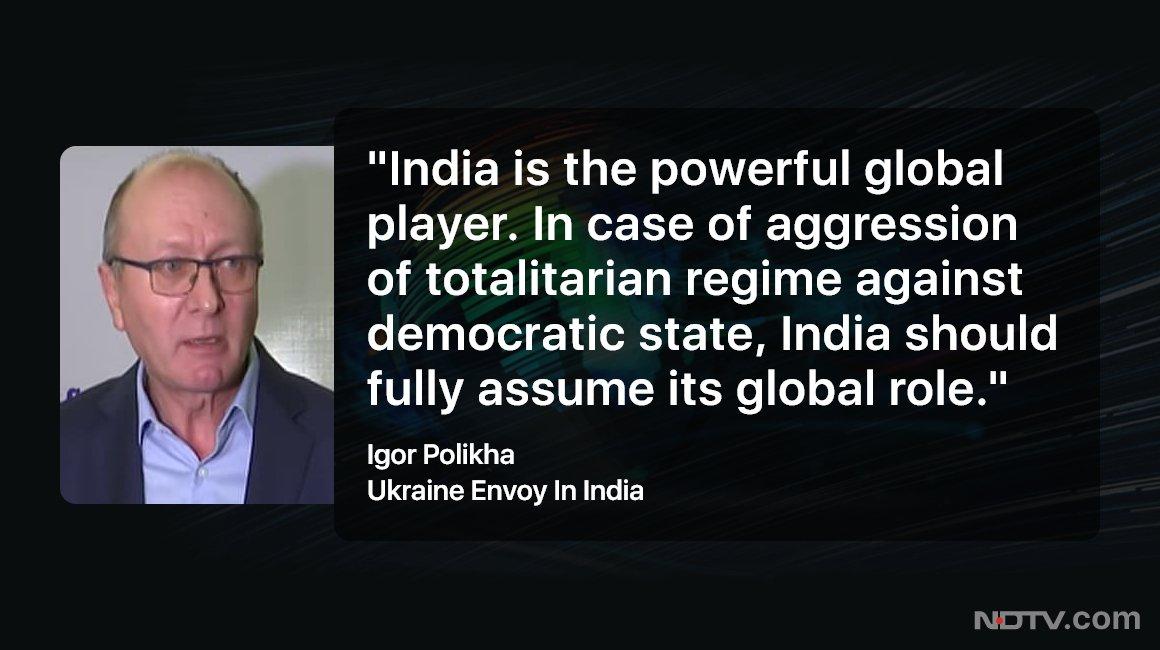 "India is the powerful global
player. In case of aggression
of totalitarian regime against
democratic state, India should
fully assume its global role."
Igor Polikha
Ukraine Envoy In India
NDTV.com